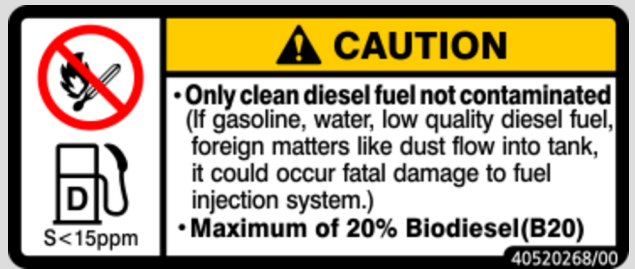 CAUTION
• Only clean diesel fuel not contaminated
(If gasoline, water, low quality diesel fuel,
foreign matters like dust flow into tank,
it could occur fatal damage to fuel
injection system.)
• Maximum of 20% Biodiesel(B20)
D
S<15ppm
40520268/00